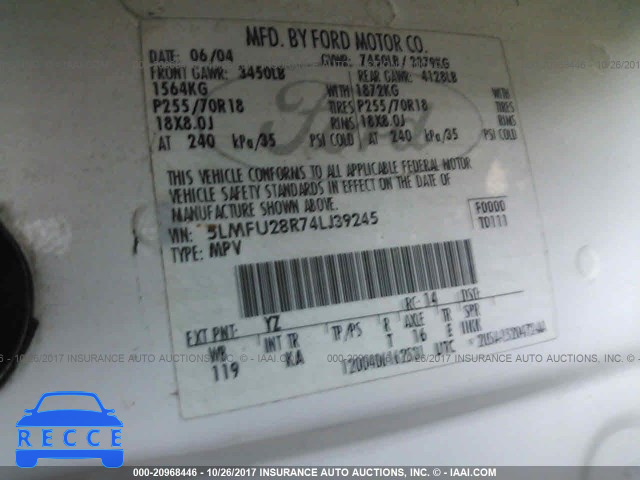 MFD. BY FORD MOTOR CO.
DATE: 06/04 GVWR: 7450LB/3379KG
FRONT GAWR: 3450LB REAR GAWR: 4128LB
1564KG WITH 1872KG WITH
P255/70R18 TIRES P255/70R18 TIRES
18X8.0J RIMS 18X8.0J RIMS
AT 240 kPa/35 PSI COLD AT 240 kPa/35 PSI COLD
Ford
THIS VEHICLE CONFORMS TO ALL APPLICABLE FEDERAL MOTOR
VEHICLE SAFETY STANDARDS IN EFFECT ON THE DATE OF
MANUFACTURE SHOWN ABOVE.
VIN: 5LMFU28R74LJ39245 F0000
TYPE: MPV TD111
EXT PNT: YZ RC: 14 DSO:
WB INT TR TP/PS R AXLE TR SPR
119 KA T 16 E
UTC
RECCE
000-20968446 - 10/26/2017 INSURANCE AUTO AUCTIONS - © - IAAI.COM